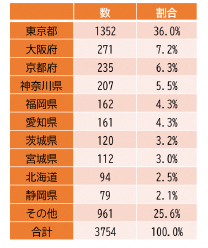 数 割合
東京都 1352 36.0%
大阪府 271 7.2%
京都府 235 6.3%
神奈川県 207 5.5%
福岡県 162 4.3%
愛知県 161 4.3%
茨城県 120 3.2%
宮城県 112 3.0%
北海道 94 2.5%
静岡県 79 2.1%
その他 961 25.6%
合計 3754 100.0%